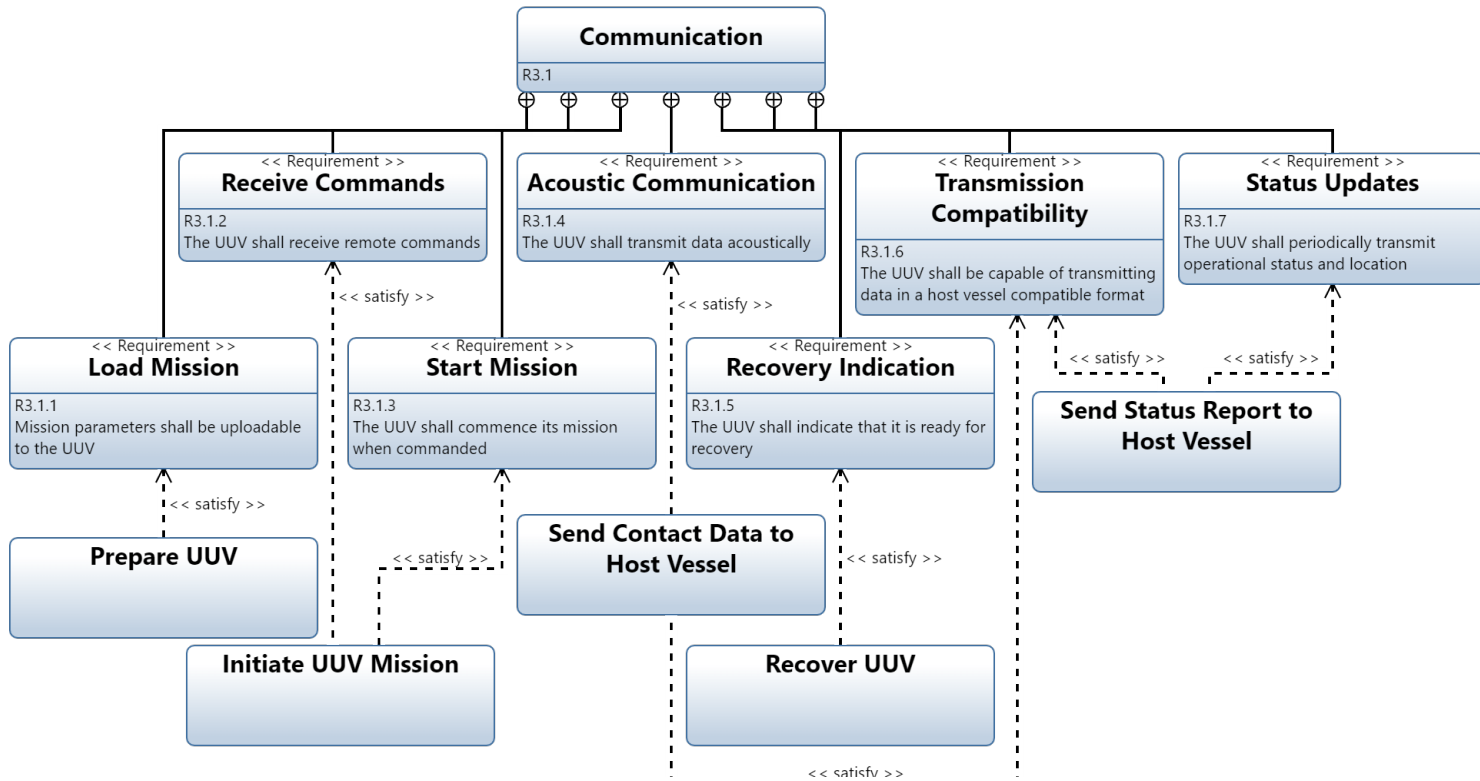 Communication
R3.1
<< Requirement >>
Receive Commands
R3.1.2
The UUV shall receive remote commands
<< Requirement >>
Acoustic Communication
R3.1.4
The UUV shall transmit data acoustically
<< Requirement >>
Transmission
Compatibility
R3.1.6
The UUV shall be capable of transmitting
data in a host vessel compatible format
<< Requirement >>
Status Updates
R3.1.7
The UUV shall periodically transmit
operational status and location
<< satisfy >>
<< satisfy >>
<< Requirement >>
Load Mission
R3.1.1
Mission parameters shall be uploadable
to the UUV
<< Requirement >>
Start Mission
R3.1.3
The UUV shall commence its mission
when commanded
<< Requirement >>
Recovery Indication
R3.1.5
The UUV shall indicate that it is ready for
recovery
<< satisfy >>
<< satisfy >>
Send Status Report to
Host Vessel
<< satisfy >>
Prepare UUV
<< satisfy >>
Send Contact Data to
Host Vessel
<< satisfy >>
Initiate UUV Mission
Recover UUV
<< satisfy >>